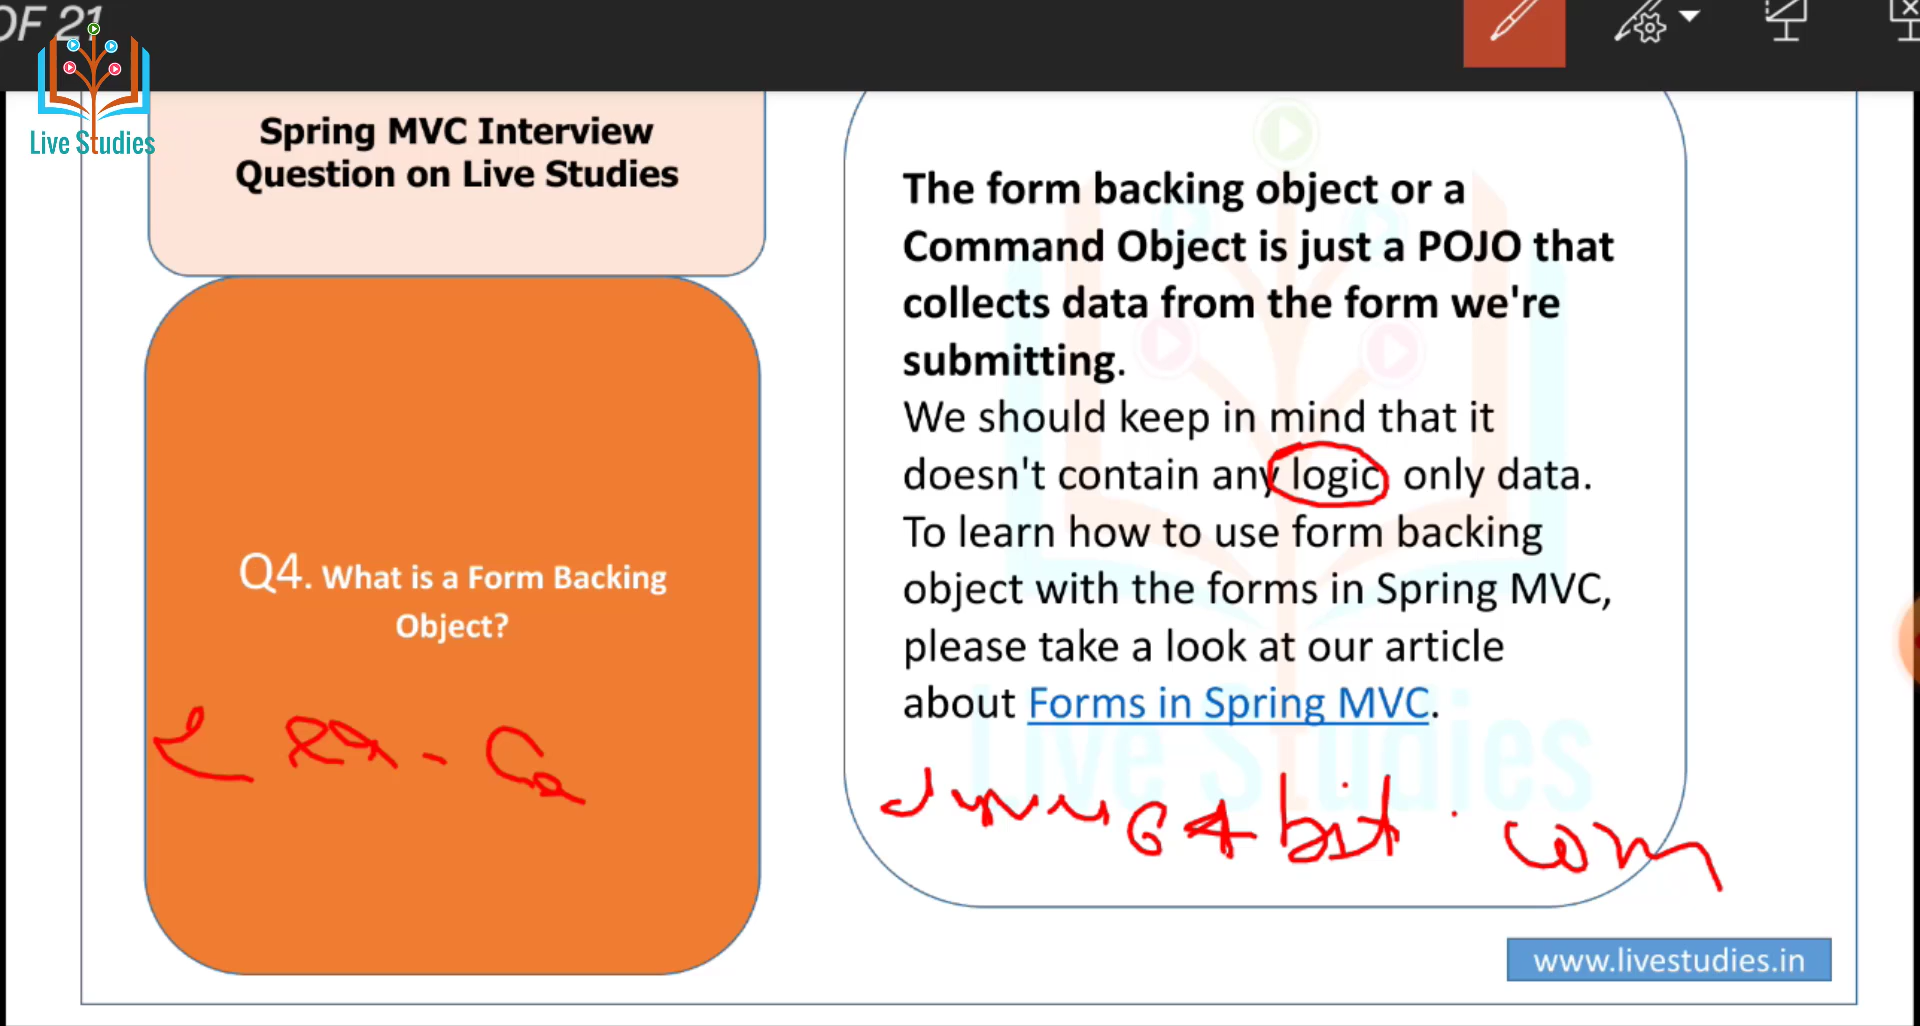 OF 21
Live Studies
Spring MVC Interview
Question on Live Studies
Q4. What is a Form Backing
Object?
The form backing object or a
Command Object is just a POJO that
collects data from the form we're
submitting.
We should keep in mind that it
doesn't contain any logic only data.
To learn how to use form backing
object with the forms in Spring MVC,
please take a look at our article
about Forms in Spring MVC.
Live Studies
64bit.com
www.livestudies.in